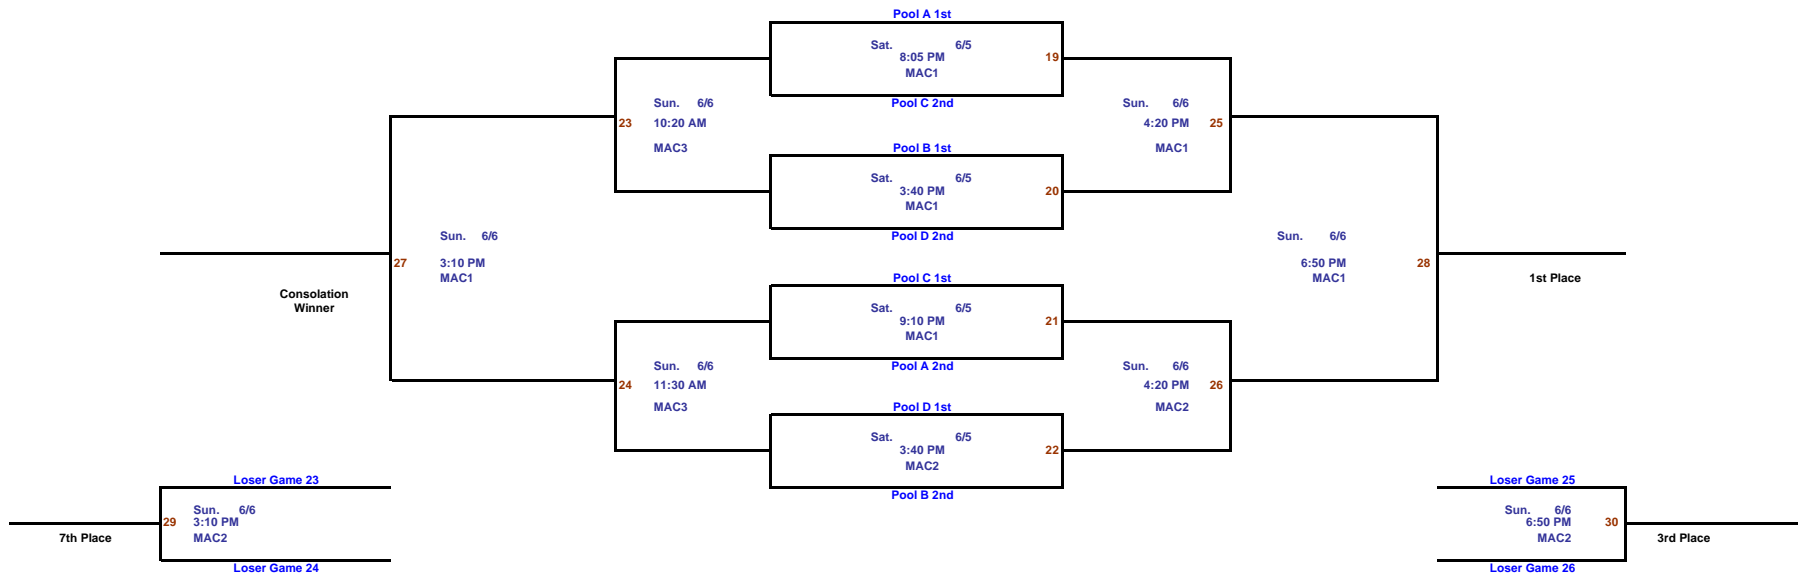 Pool A 1st
Sat. 6/5
8:05 PM
19
MAC1
Pool C 2nd
Sun. 6/6
23
10:20 AM
MAC3
Sun. 6/6
4:20 PM
25
MAC1
Pool B 1st
Sat. 6/5
3:40 PM
20
MAC1
Pool D 2nd
Sun. 6/6
27
3:10 PM
MAC1
Consolation
Winner
Sun. 6/6
6:50 PM
28
MAC1
1st Place
Pool C 1st
Sat. 6/5
9:10 PM
21
MAC1
Pool A 2nd
Sun. 6/6
24
11:30 AM
MAC3
Sun. 6/6
4:20 PM
26
MAC2
Pool D 1st
Sat. 6/5
3:40 PM
22
MAC2
Pool B 2nd
Loser Game 23
Sun. 6/6
29
3:10 PM
MAC2
7th Place
Loser Game 24
Loser Game 25
Sun. 6/6
6:50 PM
30
MAC2
3rd Place
Loser Game 26